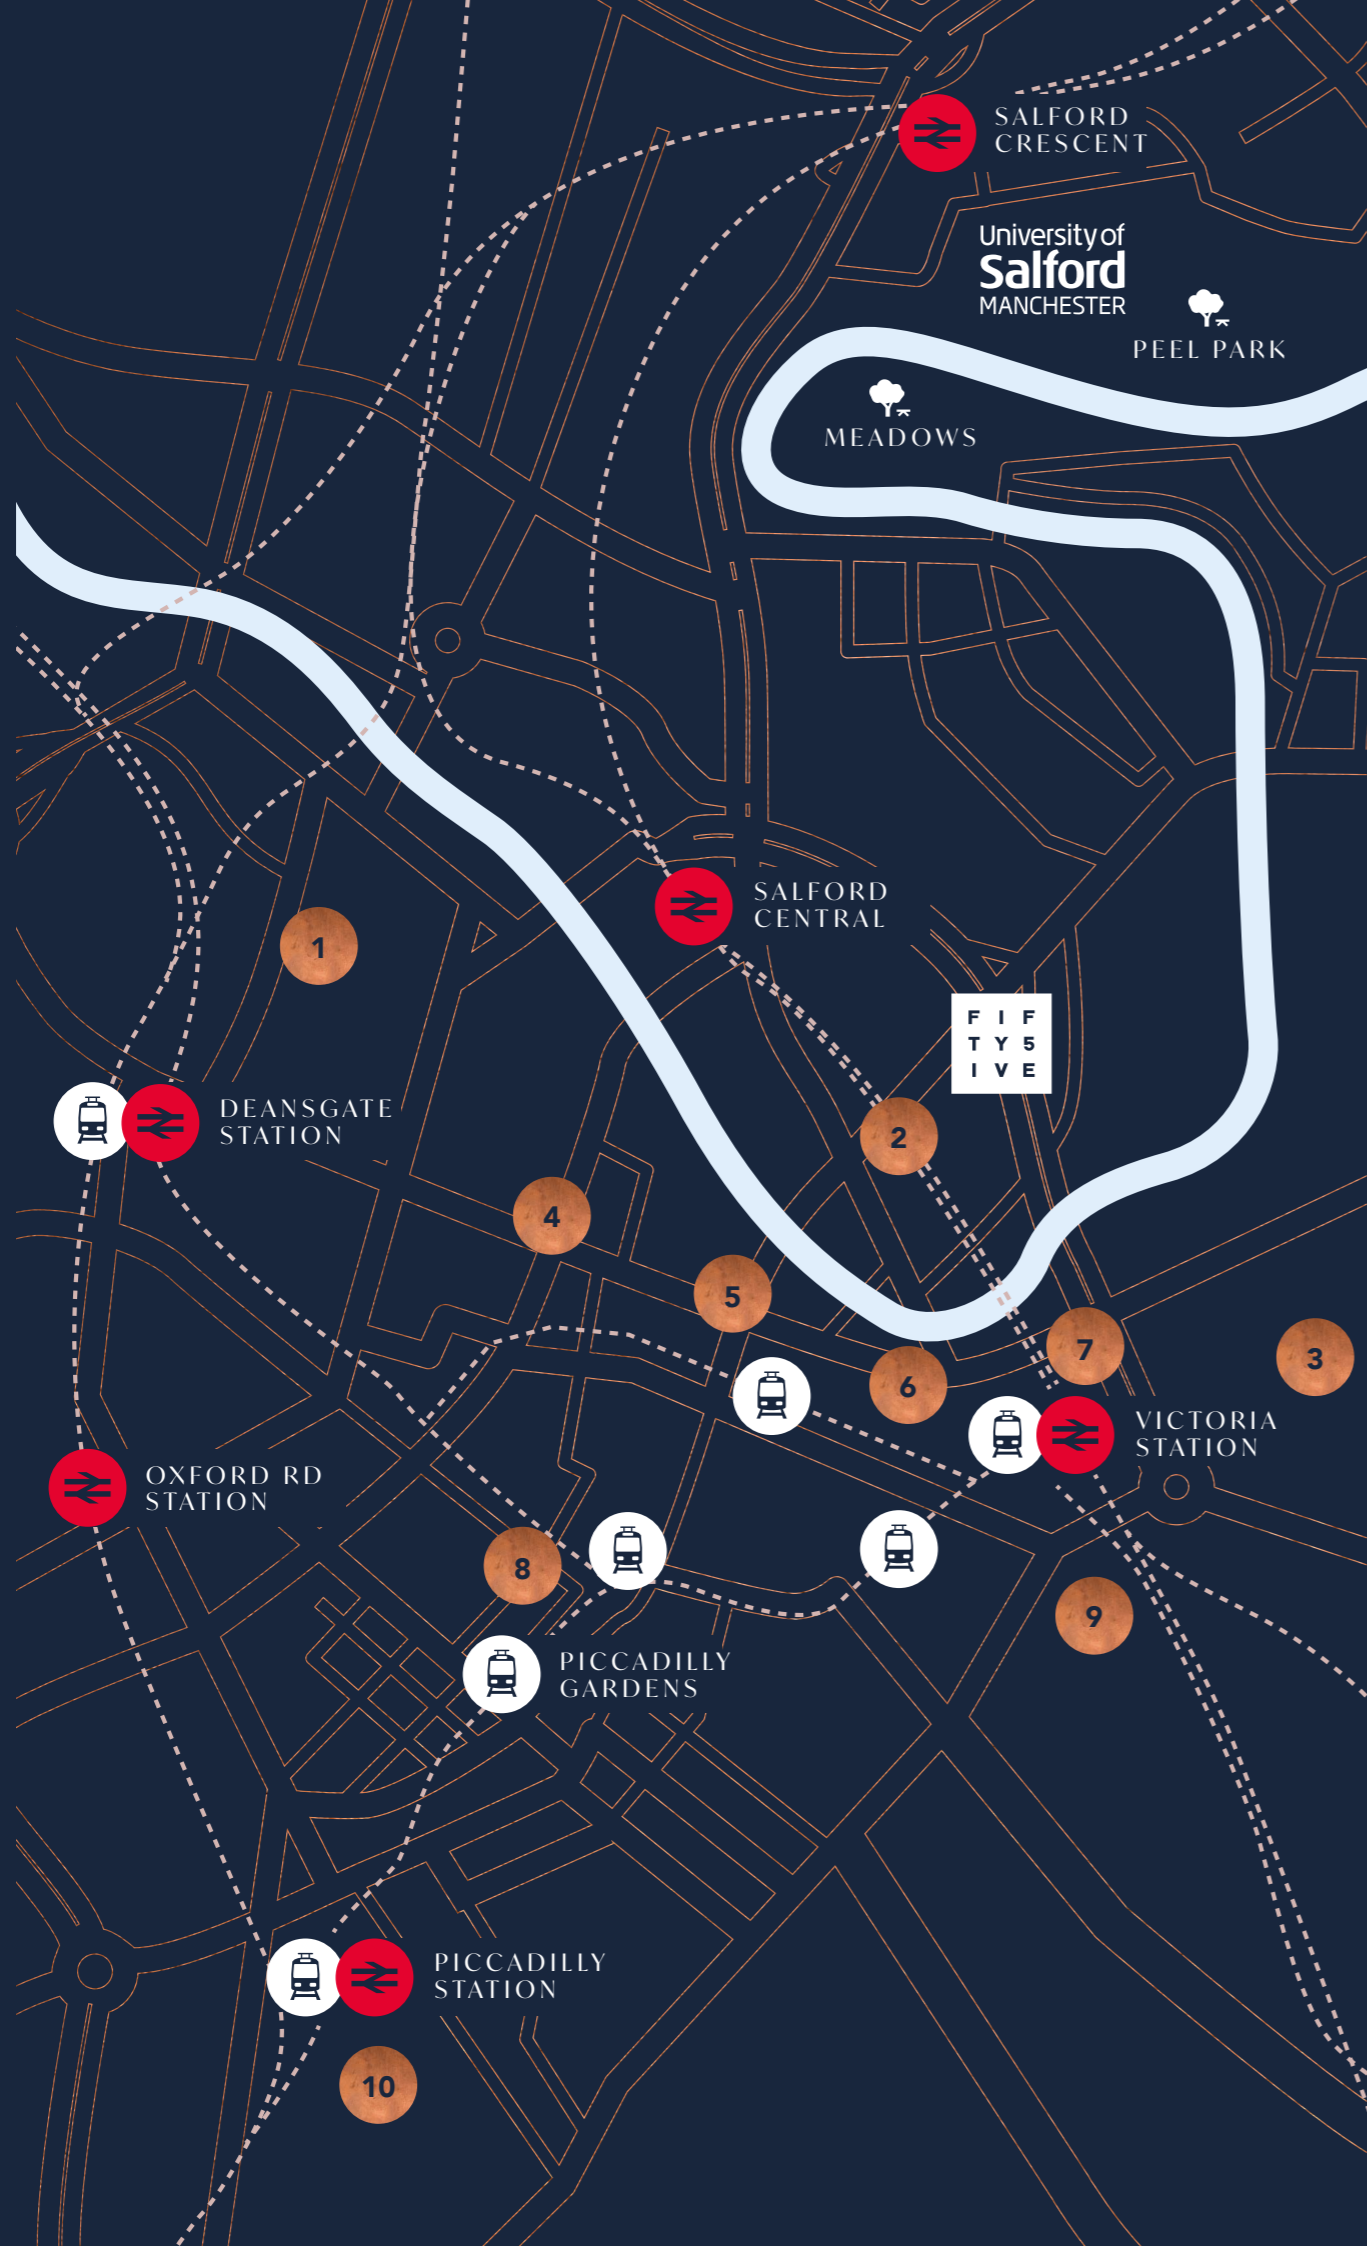 SALFORD
CRESCENT
University of
Salford
MANCHESTER
PEEL PARK
MEADOWS
SALFORD
CENTRAL
1
F I F
T Y 5
I V E
DEANSGATE
STATION
2
4
5
7
3
6
VICTORIA
STATION
OXFORD RD
STATION
8
9
PICCADILLY
GARDENS
PICCADILLY
STATION
10